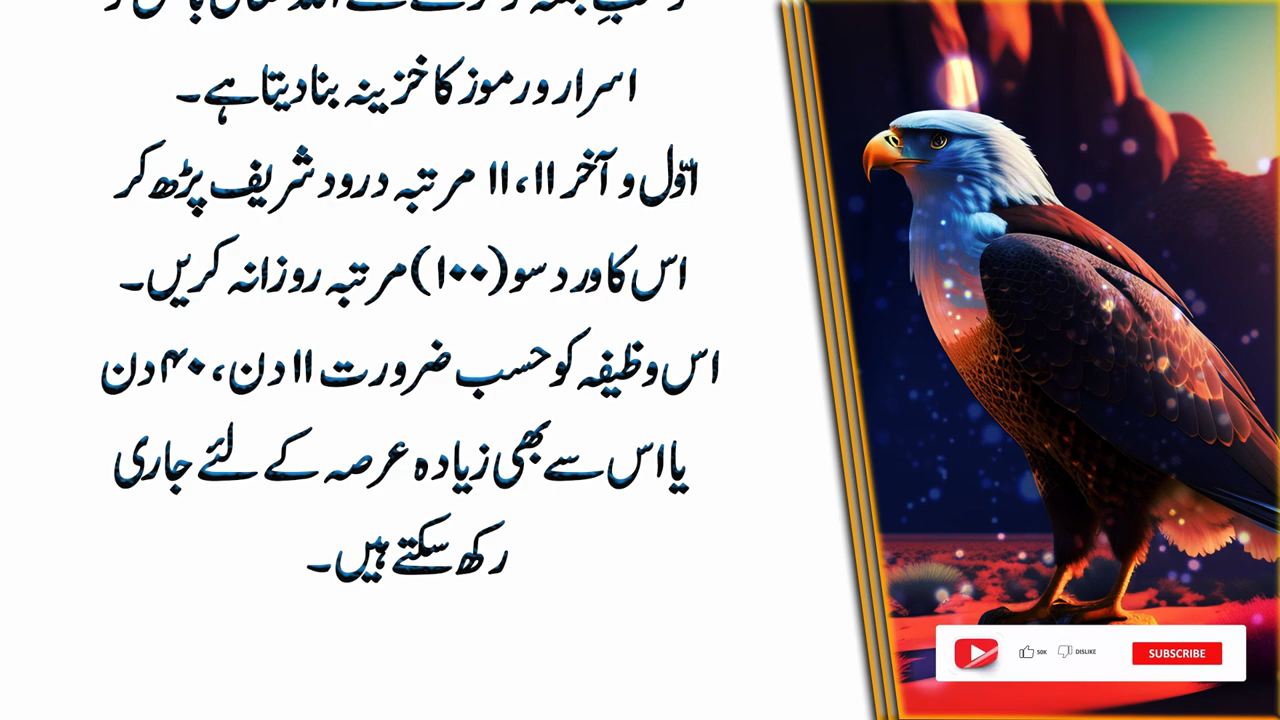 اسرار و رموز کا خزینہ بنا دیتا ہے۔
اوّل و آخر ۱۱، ۱۱ مرتبہ درود شریف پڑھ کر
اس کا ورد سو (۱۰۰) مرتبہ روزانہ کریں۔
اس وظیفہ کو حسب ضرورت ۱۱ دن، ۴۰ دن
یا اس سے بھی زیادہ عرصہ کے لئے جاری
رکھ سکتے ہیں۔
50K
DISLIKE
SUBSCRIBE